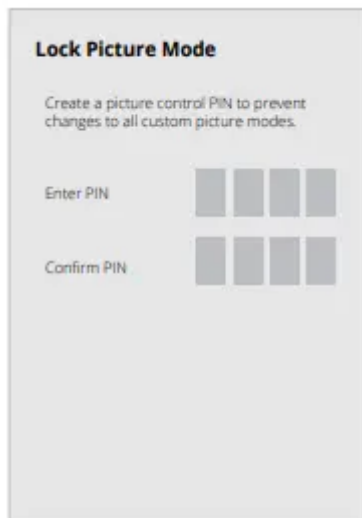 Lock Picture Mode
Create a picture control PIN to prevent
changes to all custom picture modes.
Enter PIN
Confirm PIN